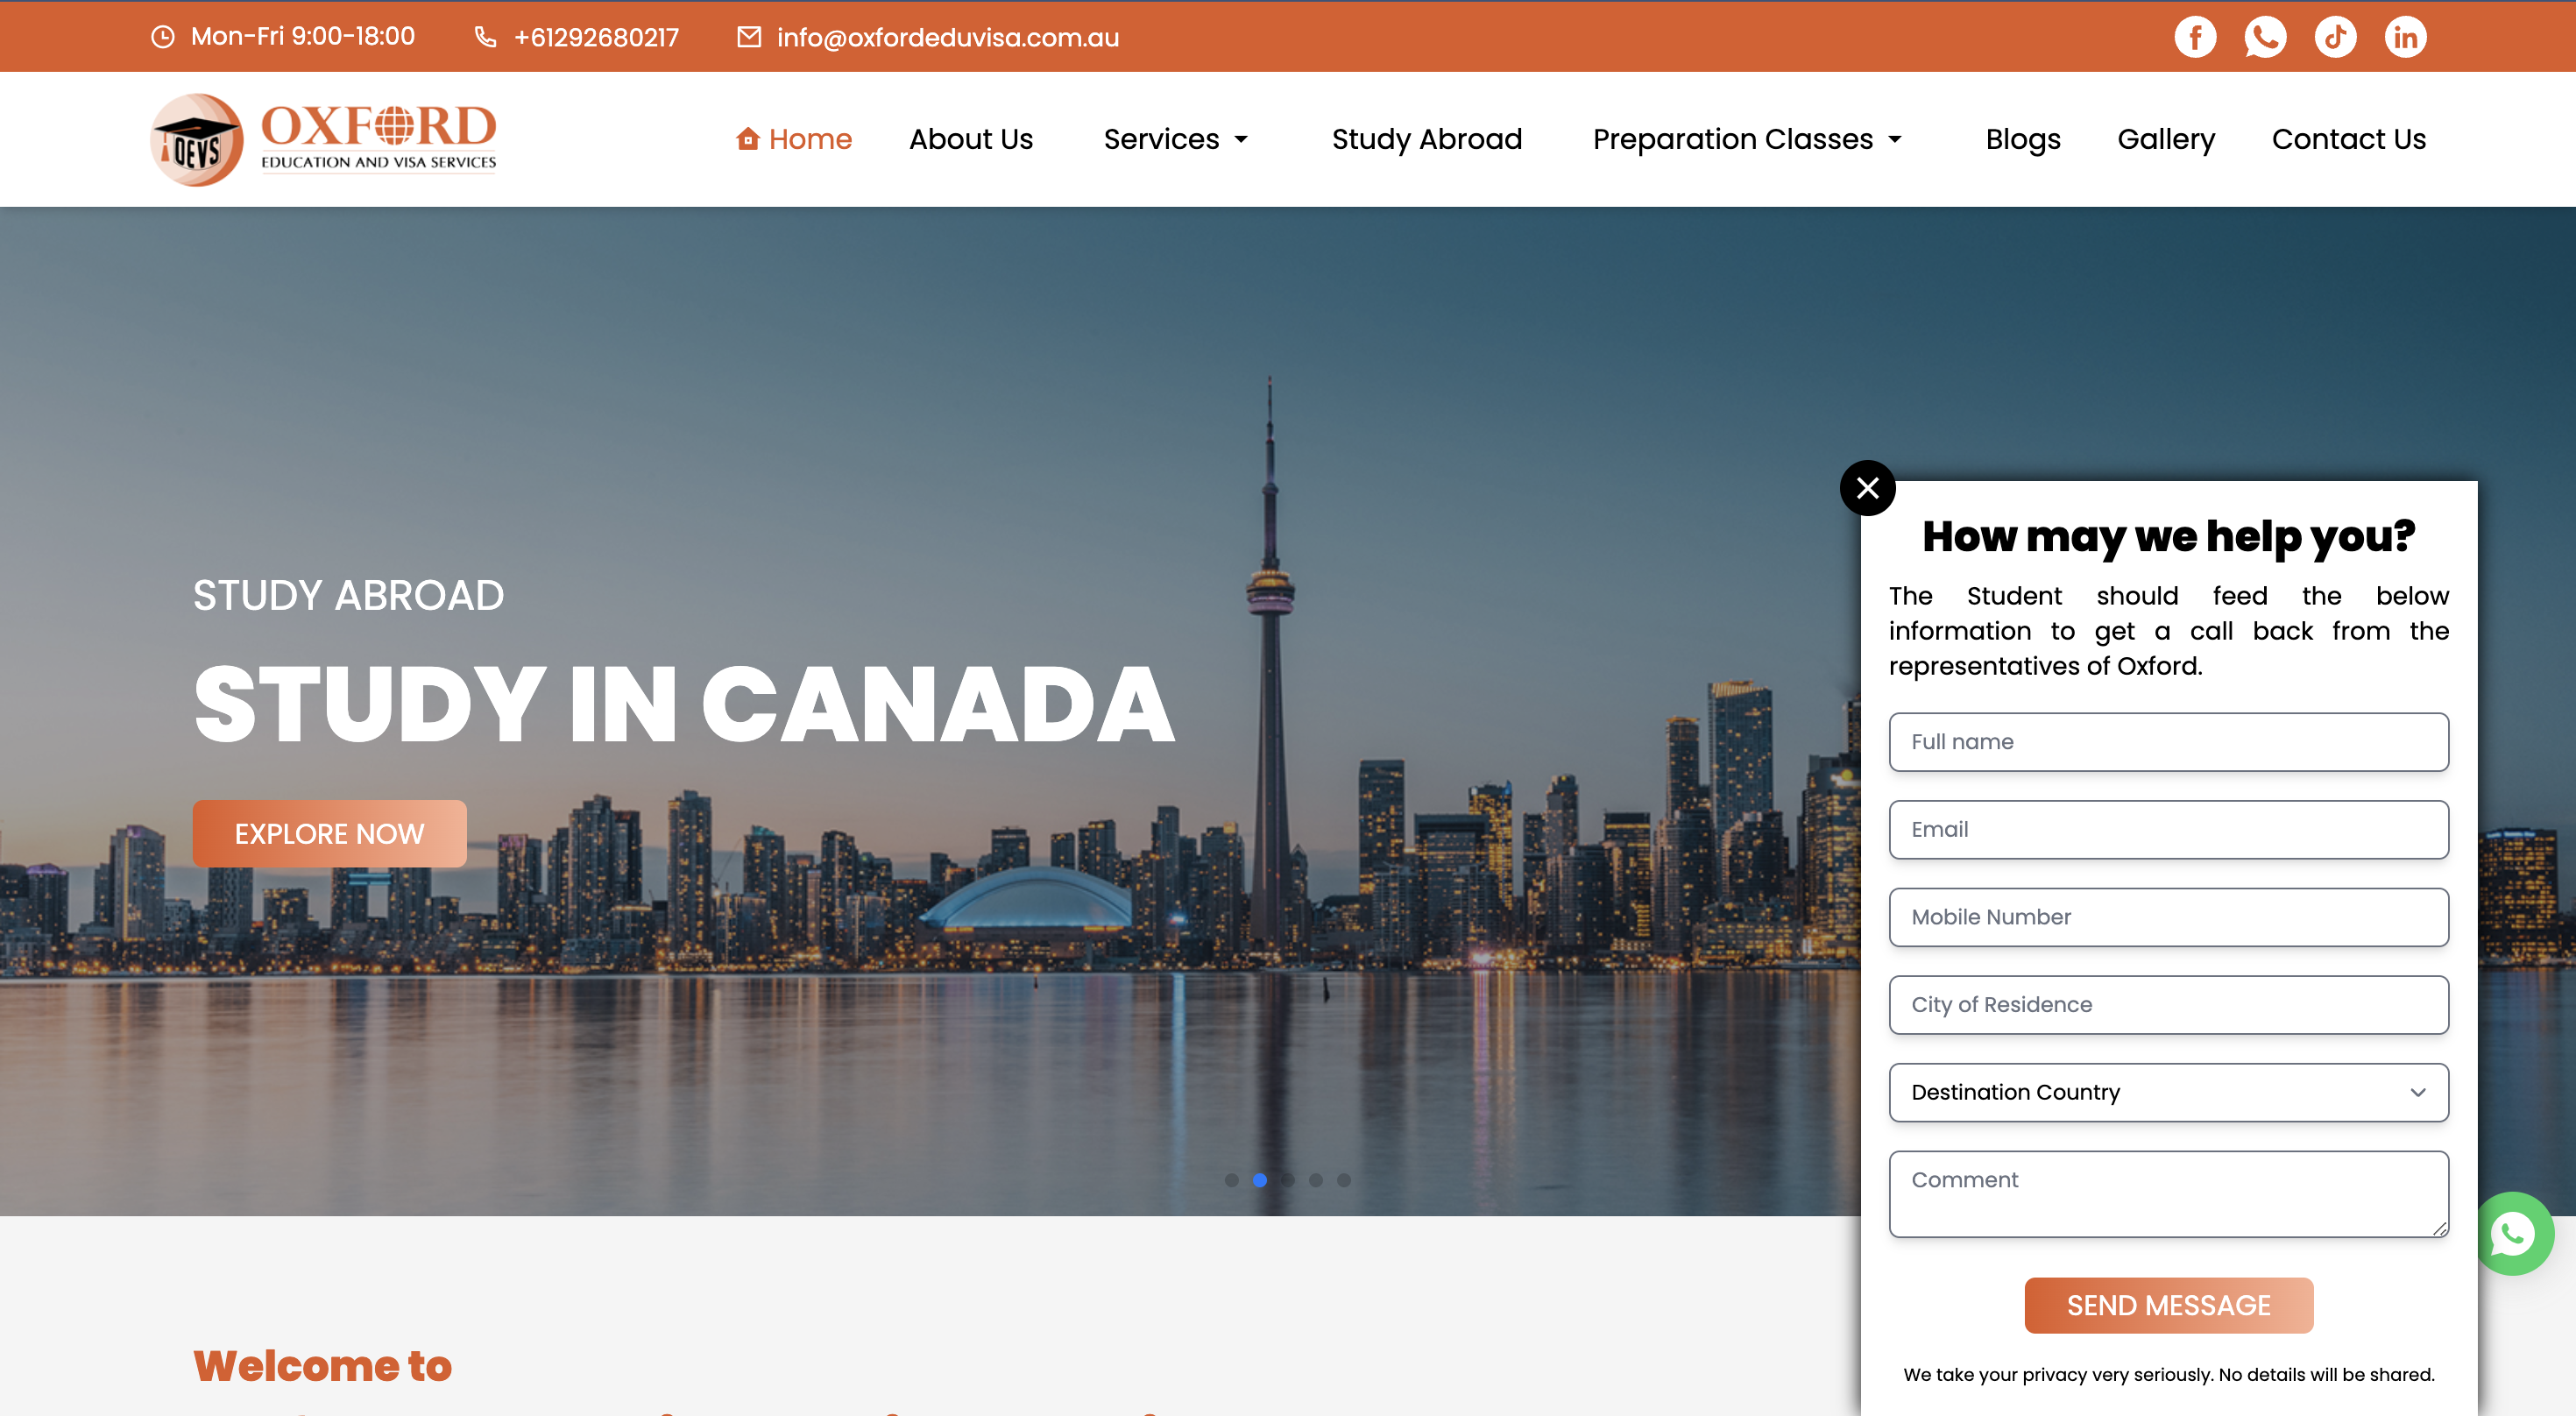 Mon-Fri 9:00-18:00
+61292680217
info@oxfordeduvisa.com.au
DEVS
OXFORD
EDUCATION AND VISA SERVICES
Home
About Us
Services
Study Abroad
Preparation Classes
Blogs
Gallery
Contact Us
STUDY ABROAD
STUDY IN CANADA
EXPLORE NOW
How may we help you?
The Student should feed the below
information to get a call back from the
representatives of Oxford.
Full name
Email
Mobile Number
City of Residence
Destination Country
Comment
SEND MESSAGE
We take your privacy very seriously. No details will be shared.
Welcome to